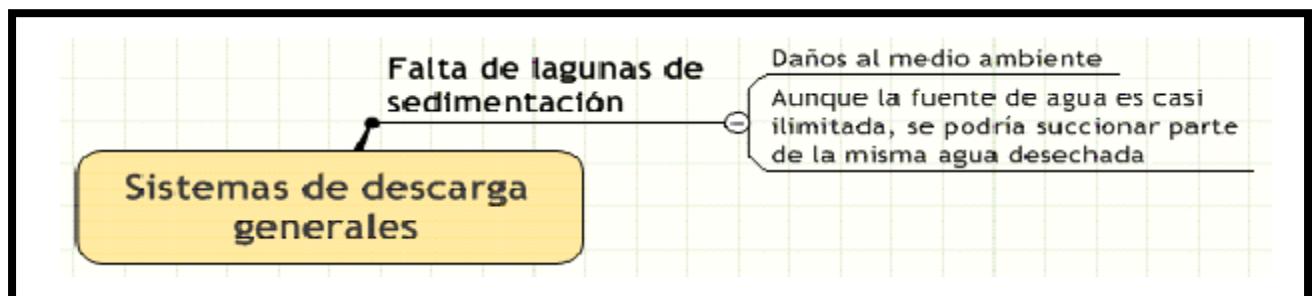 Falta de lagunas de
sedimentación
Daños al medio ambiente
Aunque la fuente de agua es casi
ilimitada, se podría succionar parte
de la misma agua desechada
Sistemas de descarga
generales